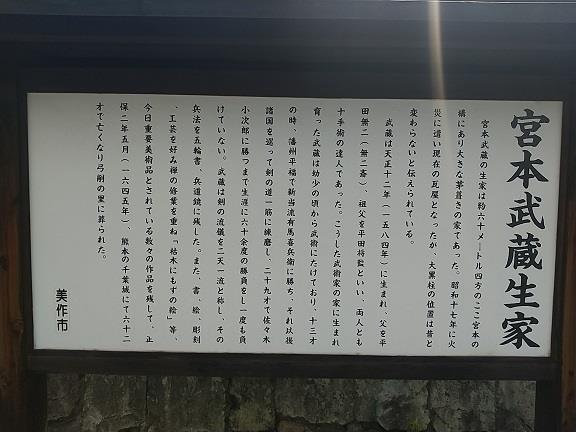 宮本武蔵生家
宮本武蔵の生家は約六十メートル四方のここ宮本の
構にあり大きな茅葺きの家であった。昭和十七年に火
災に遭い現在の瓦屋となったが、大黒柱の位置は昔と
変わらないと伝えられている。
武蔵は天正十二年(一五八四年)に生まれ、父を平
田無二(無二斎)、祖父を平田将監といい、両人とも
十手術の達人であった。こうした武術家の家に生まれ
育った武蔵は幼少の頃から武術にたけており、十三才
の時、播州平福で新当流有馬喜兵衛に勝ち、それ以後
諸国を巡って剣の道一筋に練磨し、二十九才で佐々木
小次郎に勝つまで生涯に六十余度の勝負をし一度も負
けていない。武蔵は剣の流儀を二天一流と称し、その
兵法を五輪書、兵道鏡に残した。また、書、絵、彫刻
、工芸を好み禅の修業を重ね「枯木にもずの絵」等、
今日重要美術品とされている数々の作品を残して、正
保二年五月(一六四五年)、熊本の千葉城にて六十二
才で亡くなり弓削の里に葬られた。
美作市